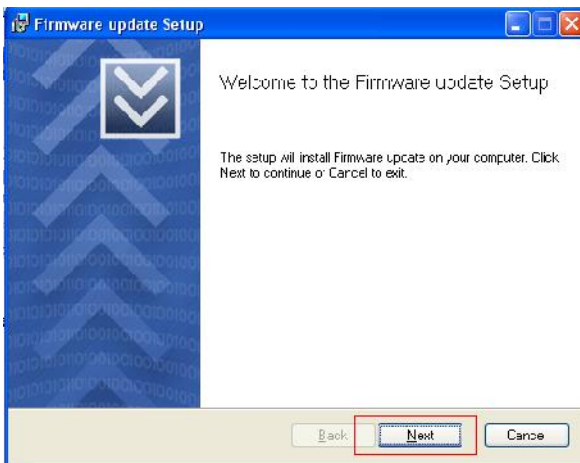 Firmware update Setup
Welcome to the Firmware update Setup
The setup will install Firmware update on your computer. Click
Next to continue or Cancel to exit.
Back Next Cancel